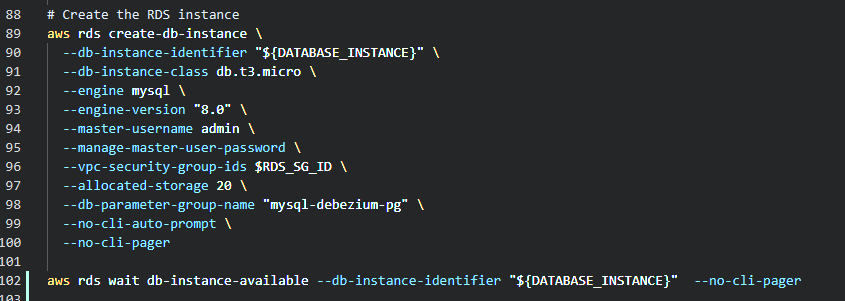 88 # Create the RDS instance
89 aws rds create-db-instance \
90 --db-instance-identifier "${DATABASE_INSTANCE}" \
91 --db-instance-class db.t3.micro \
92 --engine mysql \
93 --engine-version "8.0" \
94 --master-username admin \
95 --manage-master-user-password \
96 --vpc-security-group-ids $RDS_SG_ID \
97 --allocated-storage 20 \
98 --db-parameter-group-name "mysql-debezium-pg" \
99 --no-cli-auto-prompt \
100 --no-cli-pager
101
102 aws rds wait db-instance-available --db-instance-identifier "${DATABASE_INSTANCE}"  --no-cli-pager
103